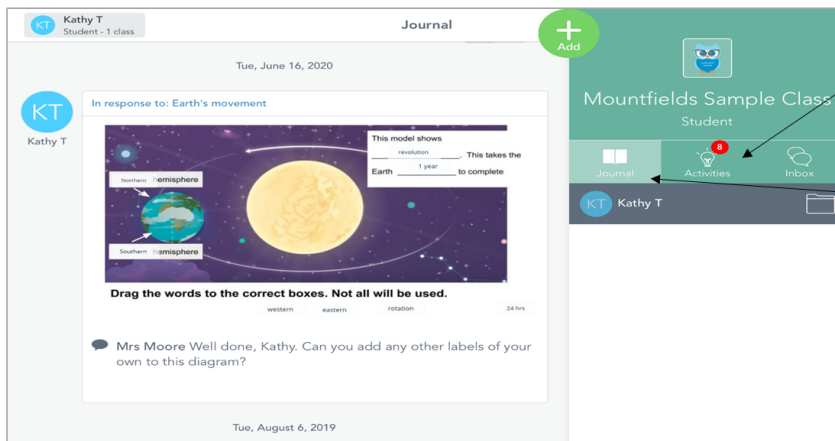 KT
Kathy T
Student - 1 class
Journal
Add
Tue, June 16, 2020
KT
Kathy T
In response to: Earth's movement
This model shows
revolution
. This takes the
1 year
Earth
to complete
Northern
hemisphere
Southern
hemisphere
Drag the words to the correct boxes. Not all will be used.
western eastern rotation 24 hrs
Mrs Moore Well done, Kathy. Can you add any other labels of your
own to this diagram?
Tue, August 6, 2019
Mountfields Sample Class
Student
8
Journal Activities Inbox
KT Kathy T